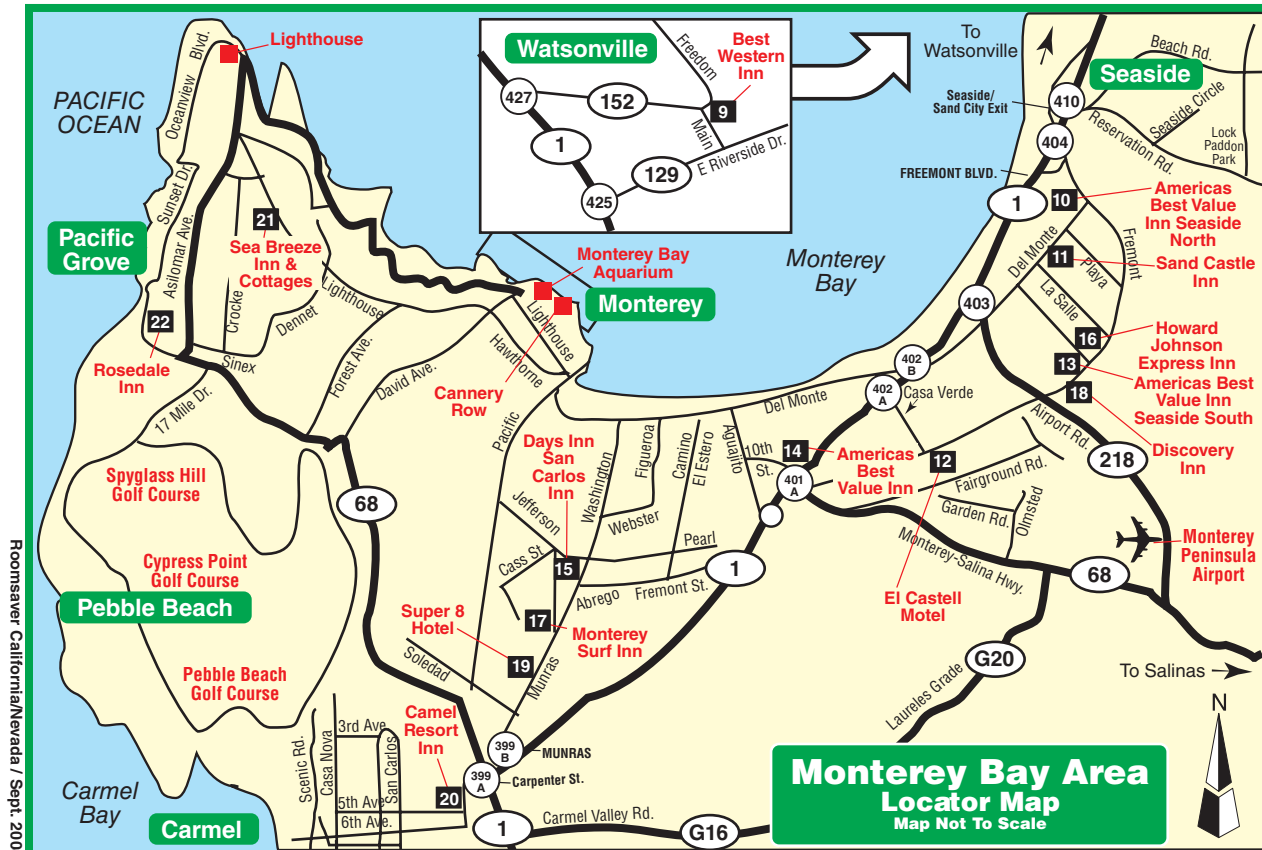 Lighthouse
Oceanview Blvd.
PACIFIC
OCEAN
Sunset Dr.
Pacific
Grove
Asilomar Ave.
21
Sea Breeze
Inn &
Cottages
Crocke
Dennet
Lighthouse
22
Rosedale
Inn
Sinex
17 Mile Dr.
Forest Ave.
David Ave.
Watsonville
Freedom
Best
Western
Inn
427
152
9
Main
1
129
E Riverside Dr.
425
To
Watsonville
Beach Rd.
Seaside
Seaside/
Sand City Exit
410
Seaside Circle
Reservation Rd.
Lock
Paddon
Park
404
FREEMONT BLVD.
1
10
Americas
Best Value
Inn Seaside
North
Del Monte
Fremont
11
Playa
Sand Castle
Inn
La Salle
403
16
Howard
Johnson
Express Inn
13
Americas Best
Value Inn
Seaside South
18
Discovery
Inn
Monterey Bay
Aquarium
Monterey
Monterey
Bay
Lighthouse
Hawthorne
Cannery
Row
402
B
402
A
Casa Verde
Del Monte
Airport Rd.
218
Pacific
Days Inn
San
Carlos
Inn
Washington
Figueroa
Camino
El Estero
Aguajito
10th
St.
14
Americas
Best
Value Inn
12
Fairground Rd.
Garden Rd.
Olmsted
401
A
Monterey-Salina Hwy.
68
Monterey
Peninsula
Airport
El Castell
Motel
Jefferson
Webster
Pearl
Cass St.
15
Abrego
Fremont St.
1
17
Monterey
Surf Inn
Super 8
Hotel
19
Soledad
Munras
68
Spyglass Hill
Golf Course
Cypress Point
Golf Course
Pebble Beach
Pebble Beach
Golf Course
G20
Laureles Grade
To Salinas
N
Camel
Resort
Inn
20
399
B
MUNRAS
399
A
Carpenter St.
Scenic Rd.
Casa Nova
3rd Ave.
San Carlos
5th Ave.
6th Ave.
Carmel
Bay
Carmel
1
Carmel Valley Rd.
G16
Monterey Bay Area
Locator Map
Map Not To Scale
Roomsaver California/Nevada / Sept. 200